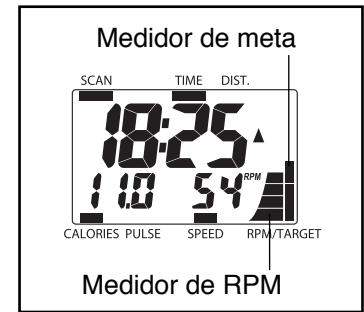 Medidor de meta
SCAN TIME DIST.
18:25
11.0 54 RPM
CALORIES PULSE SPEED RPM/TARGET
Medidor de RPM